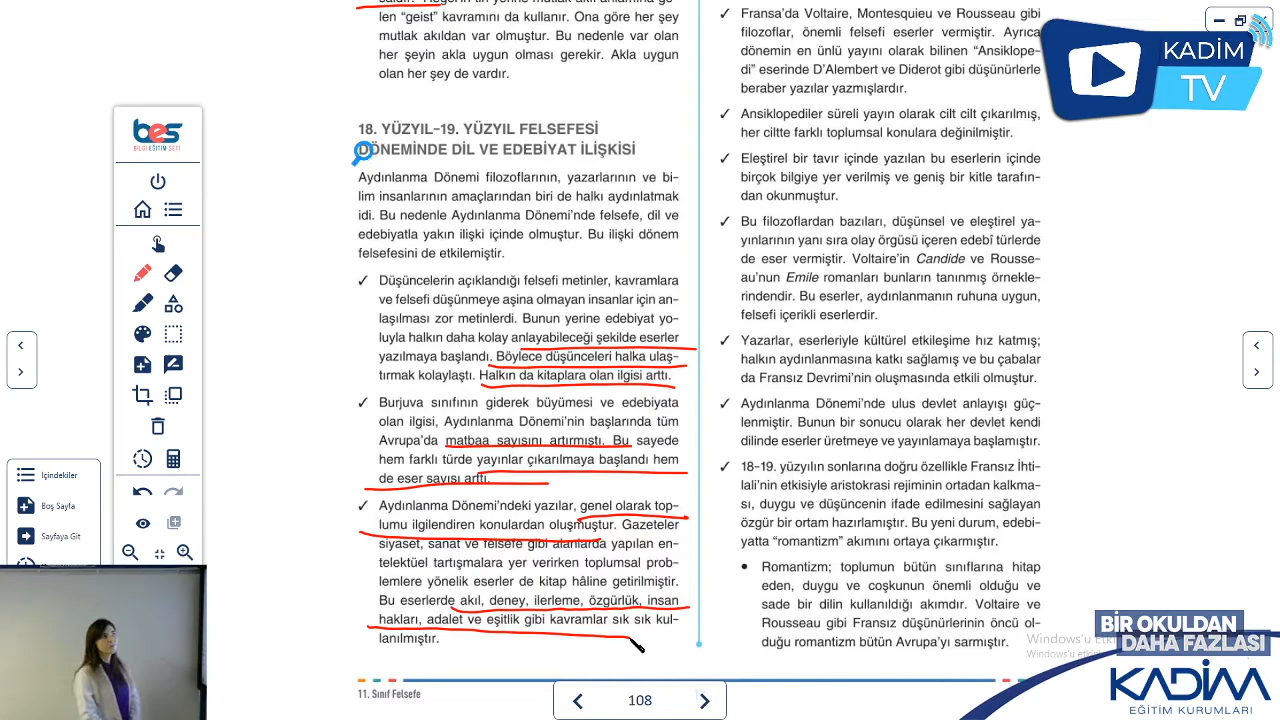 len “geist” kavramını da kullanır. Ona göre her şey
mutlak akıldan var olmuştur. Bu nedenle var olan
her şeyin akla uygun olması gerekir. Akla uygun
olan her şey de vardır.
18. YÜZYIL-19. YÜZYIL FELSEFESİ
DÖNEMİNDE DİL VE EDEBİYAT İLİŞKİSİ
Aydınlanma Dönemi filozoflarının, yazarlarının ve bi-
lim insanlarının amaçlarından biri de halkı aydınlatmak
idi. Bu nedenle Aydınlanma Dönemi’nde felsefe, dil ve
edebiyatla yakın ilişki içinde olmuştur. Bu ilişki dönem
felsefesini de etkilemiştir.
✓ Düşüncelerin açıklandığı felsefi metinler, kavramlara
ve felsefi düşünmeye aşina olmayan insanlar için an-
laşılması zor metinlerdi. Bunun yerine edebiyat yo-
luyla halkın daha kolay anlayabileceği şekilde eserler
yazılmaya başlandı. Böylece düşünceleri halka ulaş-
tırmak kolaylaştı. Halkın da kitaplara olan ilgisi arttı.
✓ Burjuva sınıfının giderek büyümesi ve edebiyata
olan ilgisi, Aydınlanma Dönemi’nin başlarında tüm
Avrupa’da matbaa sayısını artırmıştı. Bu sayede
hem farklı türde yayınlar çıkarılmaya başlandı hem
de eser sayısı arttı.
✓ Aydınlanma Dönemi’ndeki yazılar, genel olarak top-
lumu ilgilendiren konulardan oluşmuştur. Gazeteler
siyaset, sanat ve felsefe gibi alanlarda yapılan en-
telektüel tartışmalara yer verirken toplumsal prob-
lemlere yönelik eserler de kitap hâline getirilmiştir.
Bu eserlerde akıl, deney, ilerleme, özgürlük, insan
hakları, adalet ve eşitlik gibi kavramlar sık sık kul-
lanılmıştır.
✓ Fransa’da Voltaire, Montesquieu ve Rousseau gibi
filozoflar, önemli felsefi eserler vermiştir. Ayrıca
dönemin en ünlü yayını olarak bilinen “Ansiklope-
di” eserinde D’Alembert ve Diderot gibi düşünürlerle
beraber yazılar yazmışlardır.
✓ Ansiklopediler süreli yayın olarak cilt cilt çıkarılmış,
her ciltte farklı toplumsal konulara değinilmiştir.
✓ Eleştirel bir tavır içinde yazılan bu eserlerin içinde
birçok bilgiye yer verilmiş ve geniş bir kitle tarafın-
dan okunmuştur.
✓ Bu filozoflardan bazıları, düşünsel ve eleştirel ya-
yınlarının yanı sıra olay örgüsü içeren edebî türlerde
de eser vermiştir. Voltaire’in Candide ve Rousse-
au’nun Emile romanları bunların tanınmış örnekle-
rindendir. Bu eserler, aydınlanmanın ruhuna uygun,
felsefi içerikli eserlerdir.
✓ Yazarlar, eserleriyle kültürel etkileşime hız katmış;
halkın aydınlanmasına katkı sağlamış ve bu çabalar
da Fransız Devrimi’nin oluşmasında etkili olmuştur.
✓ Aydınlanma Dönemi’nde ulus devlet anlayışı güç-
lenmiştir. Bunun bir sonucu olarak her devlet kendi
dilinde eserler üretmeye ve yayınlamaya başlamıştır.
✓ 18-19. yüzyılın sonlarına doğru özellikle Fransız İhti-
lali’nin etkisiyle aristokrasi rejiminin ortadan kalkma-
sı, duygu ve düşüncenin ifade edilmesini sağlayan
özgür bir ortam hazırlamıştır. Bu yeni durum, edebi-
yatta “romantizm” akımını ortaya çıkarmıştır.
• Romantizm; toplumun bütün sınıflarına hitap
eden, duygu ve coşkunun önemli olduğu ve
sade bir dilin kullanıldığı akımdır. Voltaire ve
Rousseau gibi Fransız düşünürlerinin öncü ol-
duğu romantizm bütün Avrupa’yı sarmıştır.
11. Sınıf Felsefe
108
bes
BİLGİ EĞİTİM SETİ
İçindekiler
Boş Sayfa
Sayfaya Git
KADİM
TV
Windows'u
Windows'u
BİR OKULDAN
DAHA FAZLASI
KADİM
EĞİTİM KURUMLARI